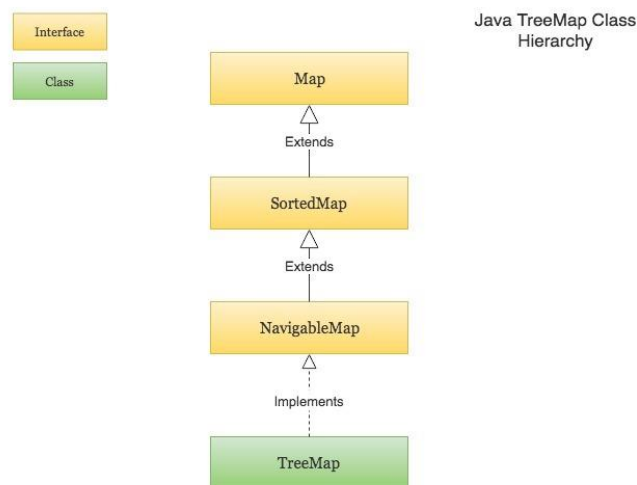 Java TreeMap Class
Hierarchy
Interface
Class
Map
Extends
SortedMap
Extends
NavigableMap
Implements
TreeMap